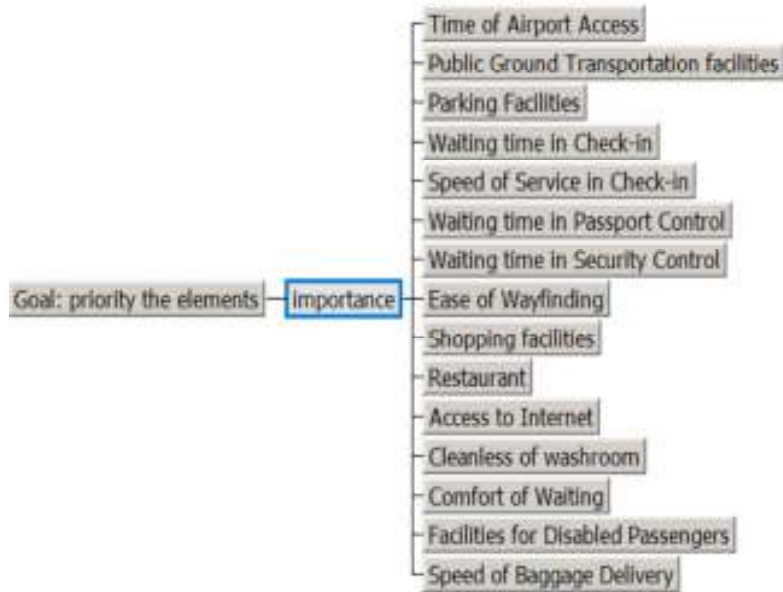 Time of Airport Access
Public Ground Transportation facilities
Parking Facilities
Waiting time in Check-in
Speed of Service in Check-in
Waiting time in Passport Control
Waiting time in Security Control
Goal: priority the elements
importance
Ease of Wayfinding
Shopping facilities
Restaurant
Access to Internet
Cleanless of washroom
Comfort of Waiting
Facilities for Disabled Passengers
Speed of Baggage Delivery